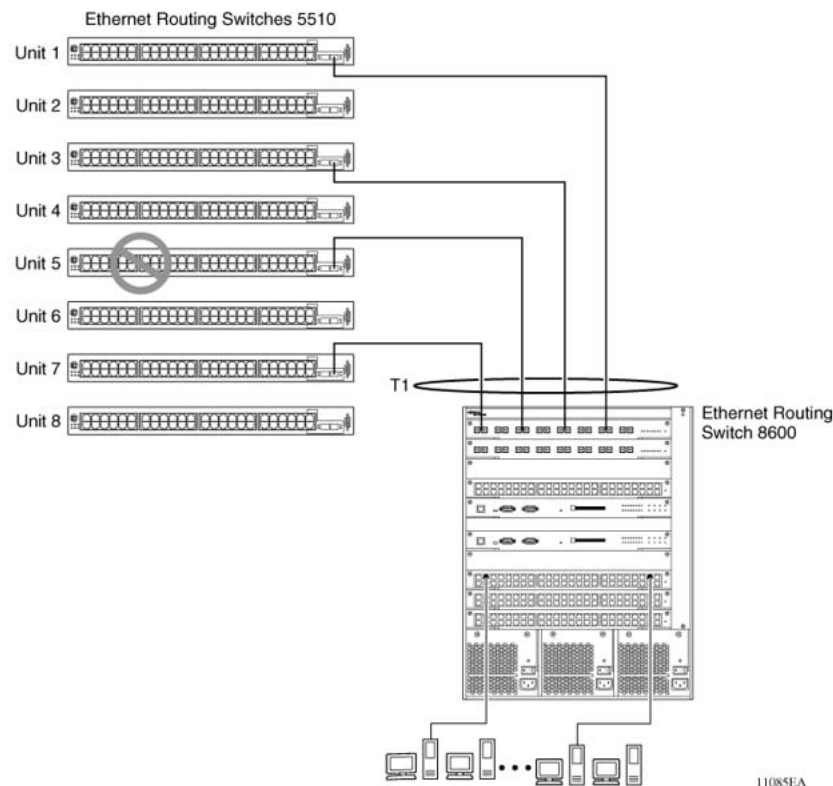 Ethernet Routing Switches 5510
Unit 1
Unit 2
Unit 3
Unit 4
Unit 5
Unit 6
Unit 7
Unit 8
T1
Ethernet Routing
Switch 8600
11085EA